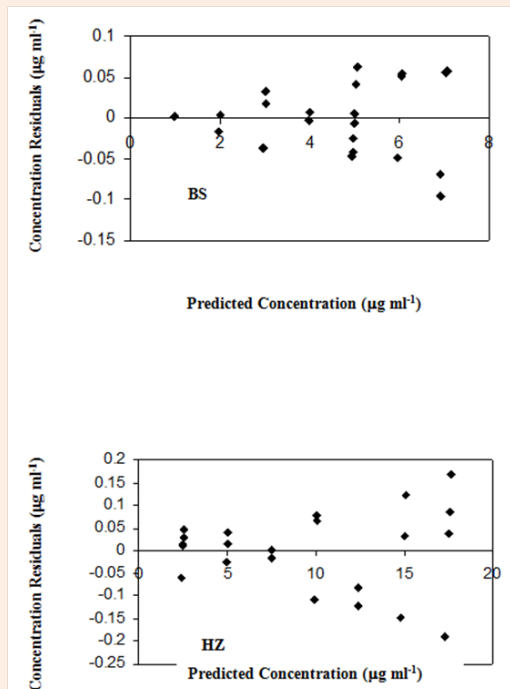 Concentration Residuals (µg ml-1)
0.1
0.05
0
-0.05
-0.1
-0.15
0 2 4 6 8
BS
Predicted Concentration (µg ml-1)
Concentration Residuals (µg ml-1)
0.2
0.15
0.1
0.05
0
-0.05
-0.1
-0.15
-0.2
-0.25
0 5 10 15 20
HZ
Predicted Concentration (µg ml-1)